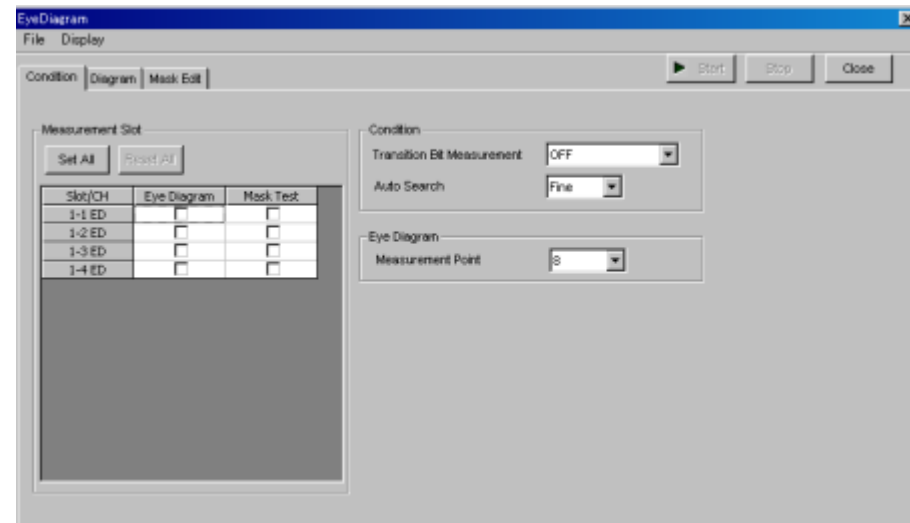 EyeDiagram
File Display
Condition Diagram Mask Edit
Start Stop Close
Measurement Slot
Set All Reset All
Slot/CH Eye Diagram Mask Test
1-1 ED
1-2 ED
1-3 ED
1-4 ED
Condition
Transition Bit Measurement OFF
Auto Search Fine
Eye Diagram
Measurement Point 8